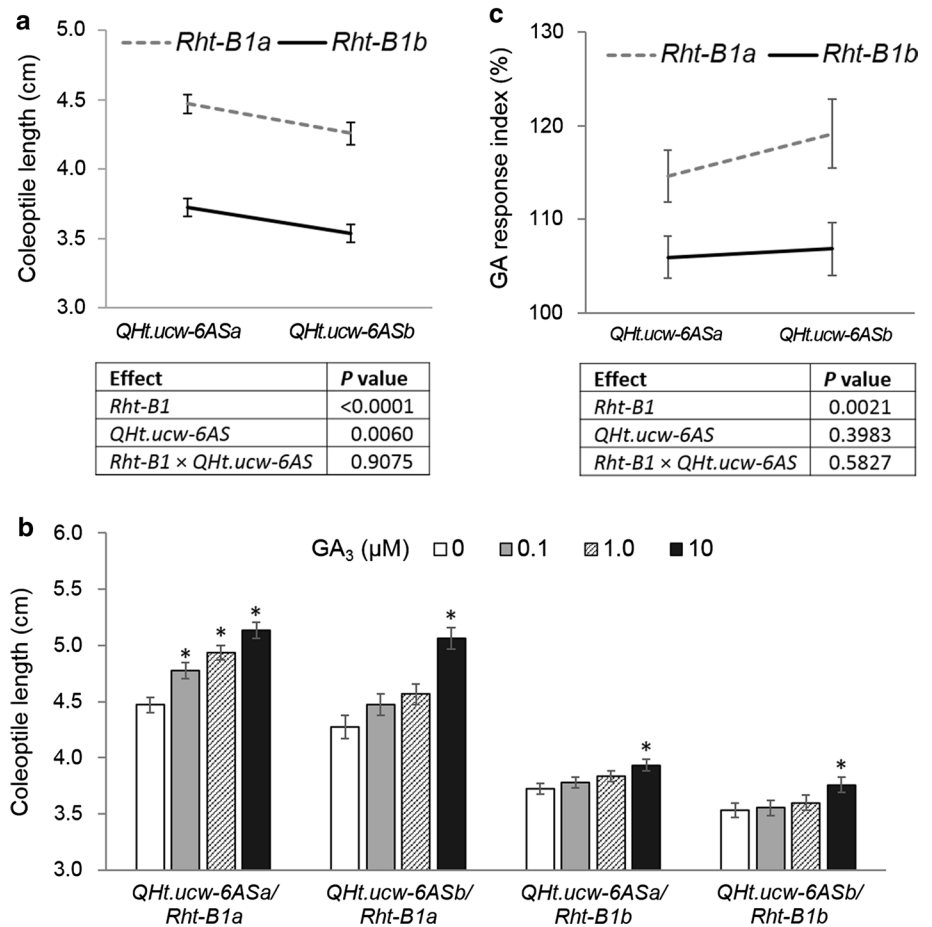 a
5.0
4.5
4.0
3.5
3.0
Coleoptile length (cm)
Rht-B1a Rht-B1b
QHt.ucw-6ASa QHt.ucw-6ASb
Effect P value
Rht-B1 <0.0001
QHt.ucw-6AS 0.0060
Rht-B1 × QHt.ucw-6AS 0.9075
c
130
120
110
100
GA response index (%)
Rht-B1a Rht-B1b
QHt.ucw-6ASa QHt.ucw-6ASb
Effect P value
Rht-B1 0.0021
QHt.ucw-6AS 0.3983
Rht-B1 × QHt.ucw-6AS 0.5827
b
6.0
5.5
5.0
4.5
4.0
3.5
3.0
Coleoptile length (cm)
GA₃ (µM) 0 0.1 1.0 10
* * * * * *
QHt.ucw-6ASa/ QHt.ucw-6ASb/ QHt.ucw-6ASa/ QHt.ucw-6ASb/
Rht-B1a Rht-B1a Rht-B1b Rht-B1b